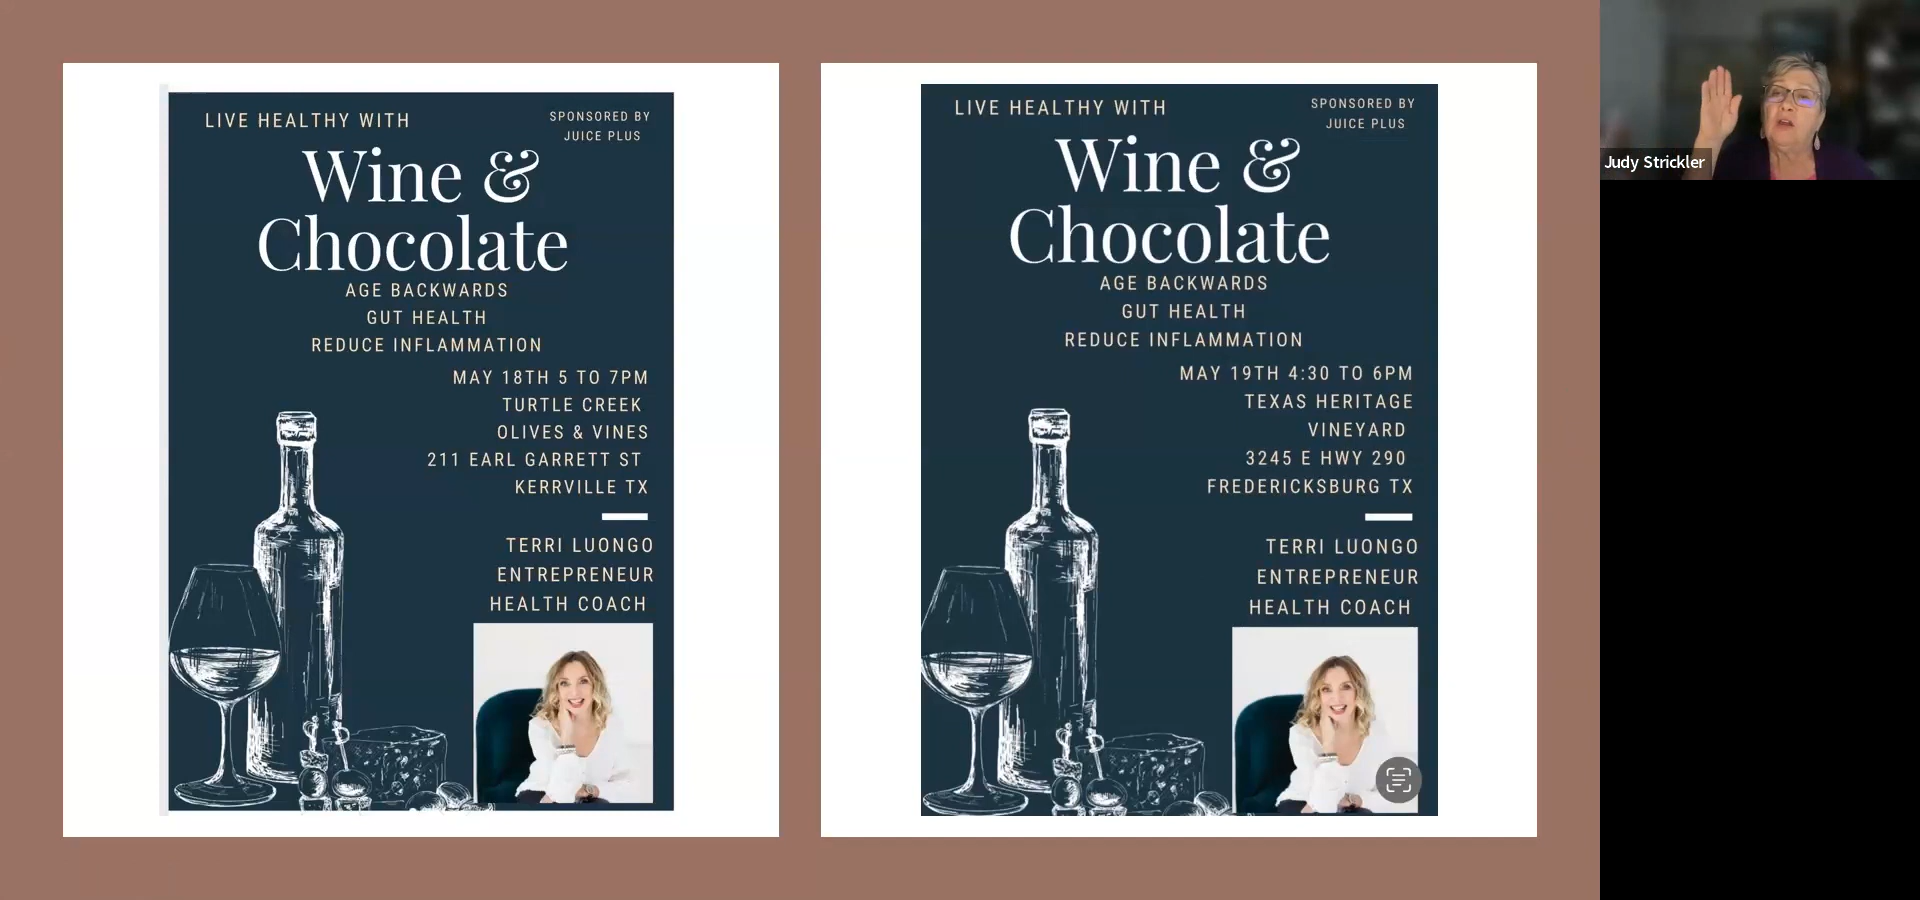 LIVE HEALTHY WITH
SPONSORED BY
JUICE PLUS
Wine &
Chocolate
AGE BACKWARDS
GUT HEALTH
REDUCE INFLAMMATION
MAY 18TH 5 TO 7PM
TURTLE CREEK
OLIVES & VINES
211 EARL GARRETT ST
KERRVILLE TX
TERRI LUONGO
ENTREPRENEUR
HEALTH COACH
LIVE HEALTHY WITH
SPONSORED BY
JUICE PLUS
Wine &
Chocolate
AGE BACKWARDS
GUT HEALTH
REDUCE INFLAMMATION
MAY 19TH 4:30 TO 6PM
TEXAS HERITAGE
VINEYARD
3245 E HWY 290
FREDERICKSBURG TX
TERRI LUONGO
ENTREPRENEUR
HEALTH COACH
Judy Strickler